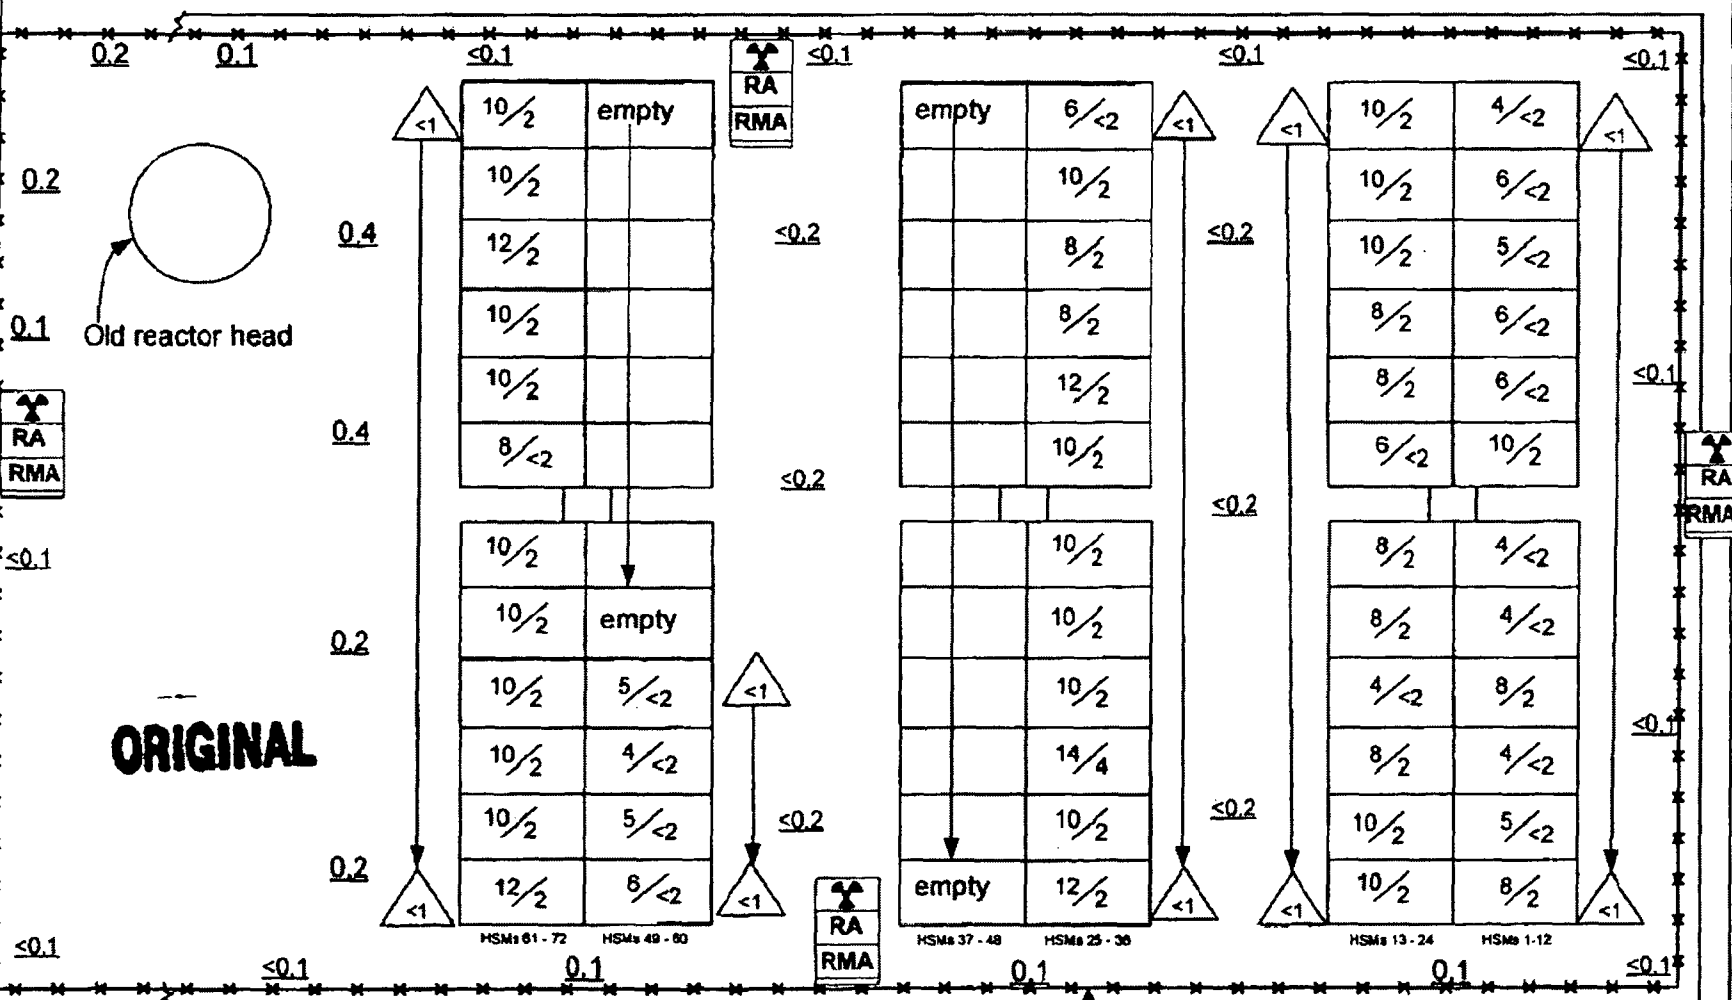 0.2 0.1 <0.1 <0.1 <0.1 <0.1
RA
RMA
<1 10/2 empty empty 6/<2 <1 <1 10/2 4/<2 <1
0.2 10/2 10/2 10/2 6/<2
0.4 12/2 <0.2 8/2 <0.2 10/2 5/<2
0.1 Old reactor head 10/2 8/2 8/2 6/<2
10/2 12/2 8/2 6/<2 <0.1
RA
RMA
0.4 8/<2 10/2 6/<2 10/2
RA
RMA
<0.2 <0.2
<0.1 10/2 10/2 8/2 4/<2
0.2 10/2 empty 10/2 8/2 4/<2
10/2 5/<2 <1 10/2 4/<2 8/2
ORIGINAL 10/2 4/<2 14/4 8/2 4/<2 <0.1
10/2 5/<2 <0.2 10/2 <0.2 10/2 5/<2
0.2 <1 12/2 6/<2 <1 empty 12/2 <1 <1 10/2 8/2 <1
RA
RMA
HSMs 61 - 72 HSMs 49 - 60 HSMs 37 - 48 HSMs 25 - 36 HSMs 13 - 24 HSMs 1-12
<0.1 <0.1 0.1 0.1 0.1 <0.1